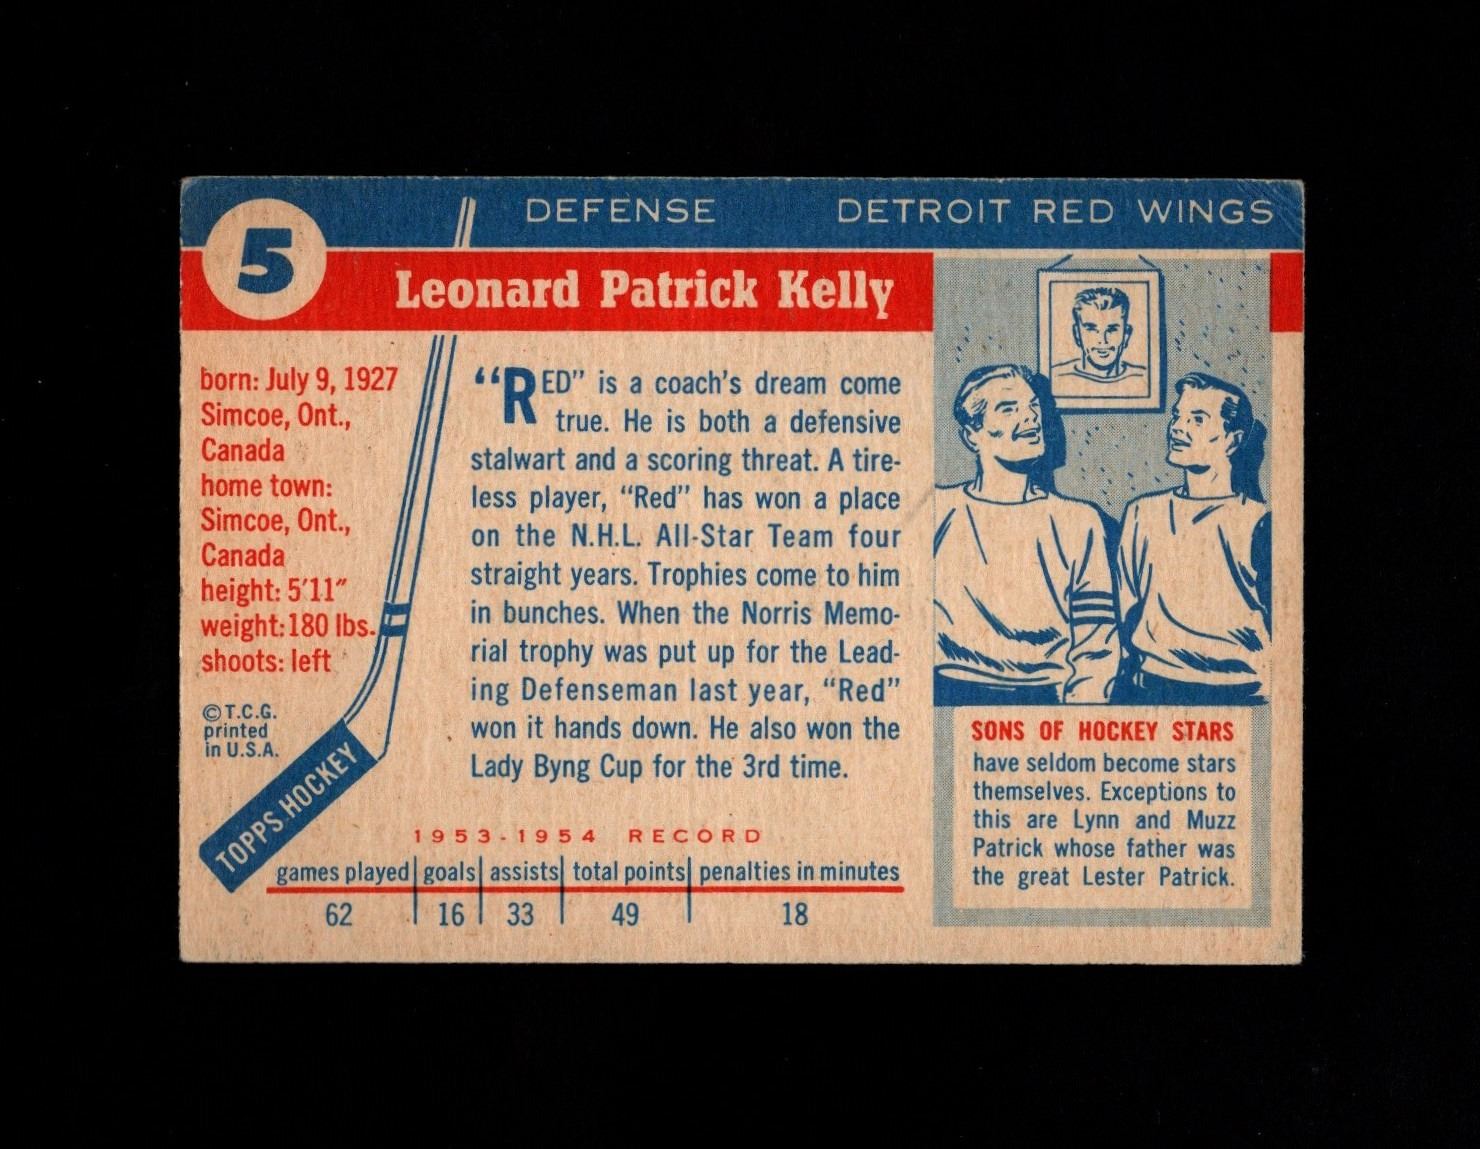 5
DEFENSE
DETROIT RED WINGS
Leonard Patrick Kelly
born: July 9, 1927
Simcoe, Ont.,
Canada
home town:
Simcoe, Ont.,
Canada
height: 5'11"
weight: 180 lbs.
shoots: left
©T.C.G.
printed
in U.S.A.
TOPPS HOCKEY
"RED" is a coach's dream come
true. He is both a defensive
stalwart and a scoring threat. A tire-
less player, "Red" has won a place
on the N.H.L. All-Star Team four
straight years. Trophies come to him
in bunches. When the Norris Memo-
rial trophy was put up for the Lead-
ing Defenseman last year, "Red"
won it hands down. He also won the
Lady Byng Cup for the 3rd time.
1953-1954 RECORD
games played goals assists total points penalties in minutes
62 16 33 49 18
SONS OF HOCKEY STARS
have seldom become stars
themselves. Exceptions to
this are Lynn and Muzz
Patrick whose father was
the great Lester Patrick.